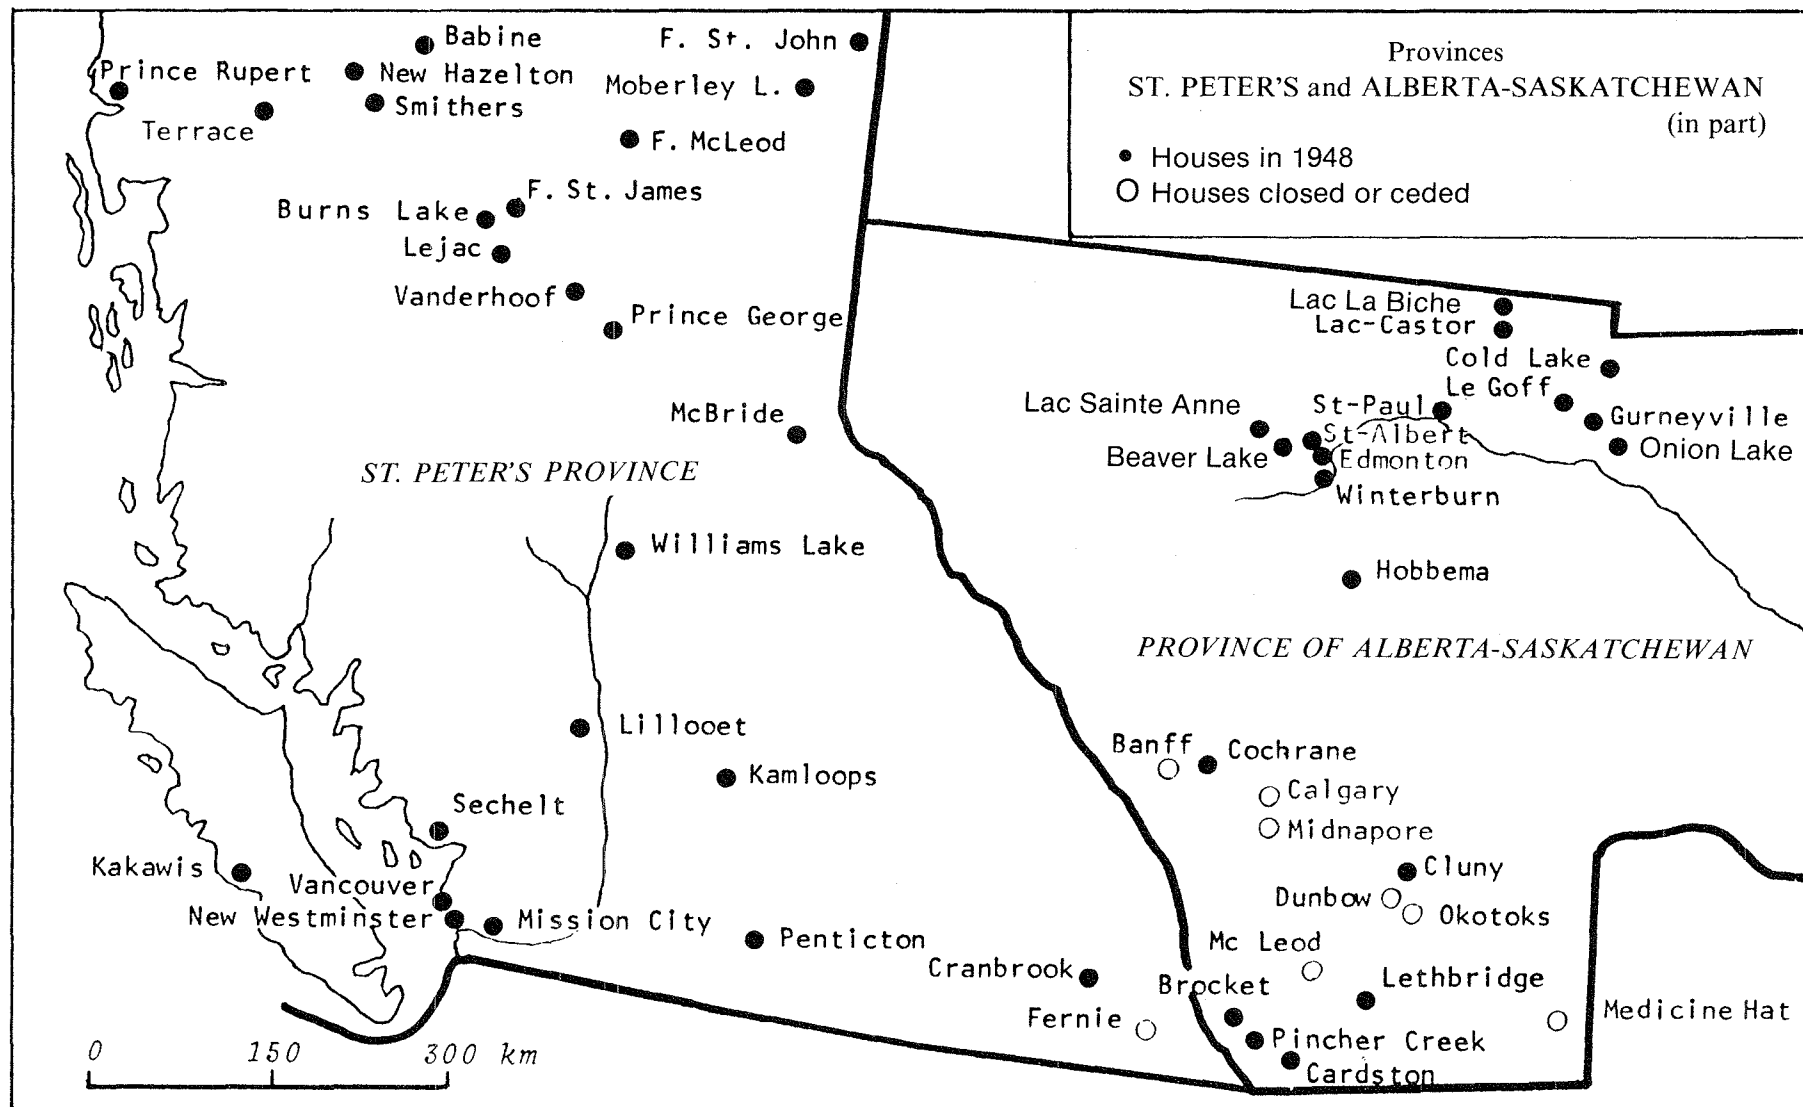 Provinces
ST. PETER'S and ALBERTA-SASKATCHEWAN
(in part)
Houses in 1948
Houses closed or ceded
Babine
F. St. John
Prince Rupert
New Hazelton
Moberley L.
Smithers
Terrace
F. McLeod
F. St. James
Burns Lake
Lejac
Vanderhoof
Prince George
McBride
ST. PETER'S PROVINCE
Williams Lake
Lillooet
Kamloops
Sechelt
Kakawis
Vancouver
New Westminster
Mission City
Penticton
Cranbrook
Fernie
0 150 300 km
Lac La Biche
Lac-Castor
Cold Lake
Le Goff
Lac Sainte Anne
St-Paul
Gurneyville
St-Albert
Onion Lake
Beaver Lake
Edmonton
Winterburn
Hobbema
PROVINCE OF ALBERTA-SASKATCHEWAN
Banff
Cochrane
Calgary
Midnapore
Cluny
Dunbow
Okotoks
Mc Leod
Lethbridge
Brocket
Medicine Hat
Pincher Creek
Cardston